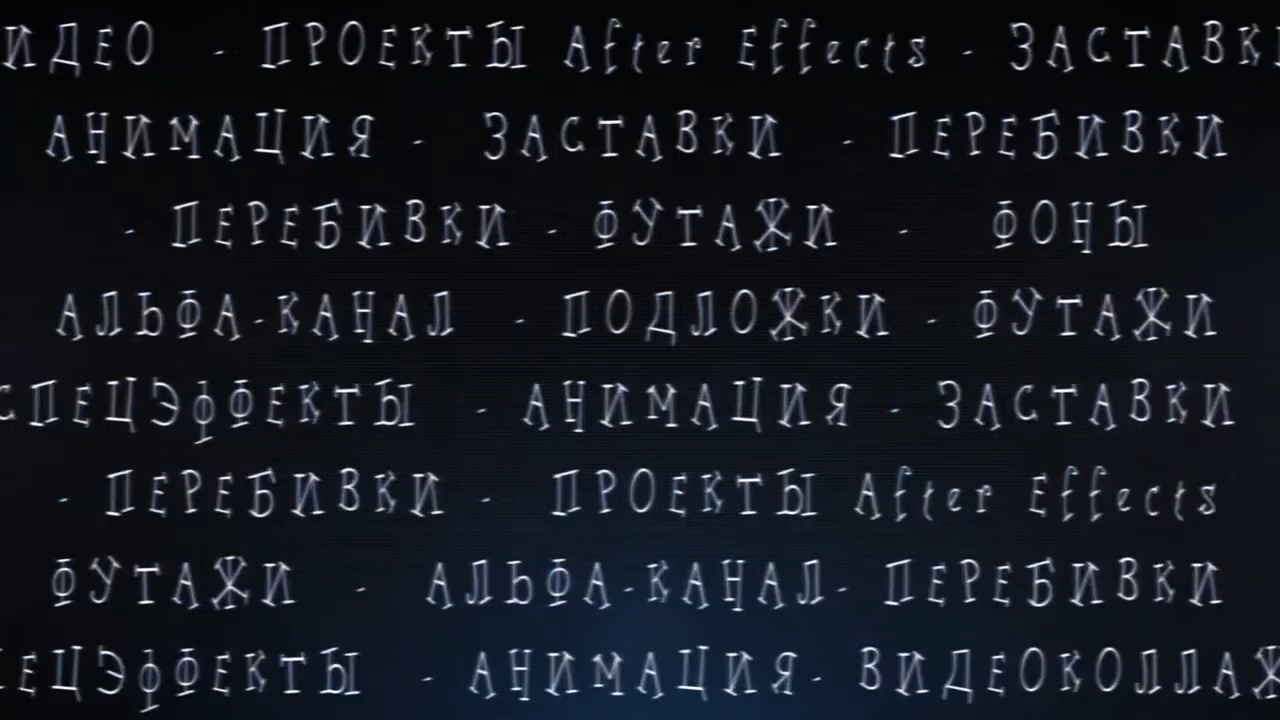 ИДЕО - ПРОЕКТЫ After Effects - ЗАСТАВК
АНИМАЦИЯ - ЗАСТАВКИ - ПЕРЕБИВКИ
- ПЕРЕБИВКИ - ФУТАЖИ - ФОНЫ
АЛЬФА-КАНАЛ - ПОДЛОЖКИ - ФУТАЖИ
СПЕЦЭфФЕКТЫ - АНИМАЦИЯ - ЗАСТАВКИ
- ПЕРЕБИВКИ - ПРОЕКТЫ After Effects
ФУТАЖИ - АЛЬФА-КАНАЛ- ПЕРЕБИВКИ
ЕЦЭфФЕКТЫ - АНИМАЦИЯ- ВИДЕОКОЛЛАЖ